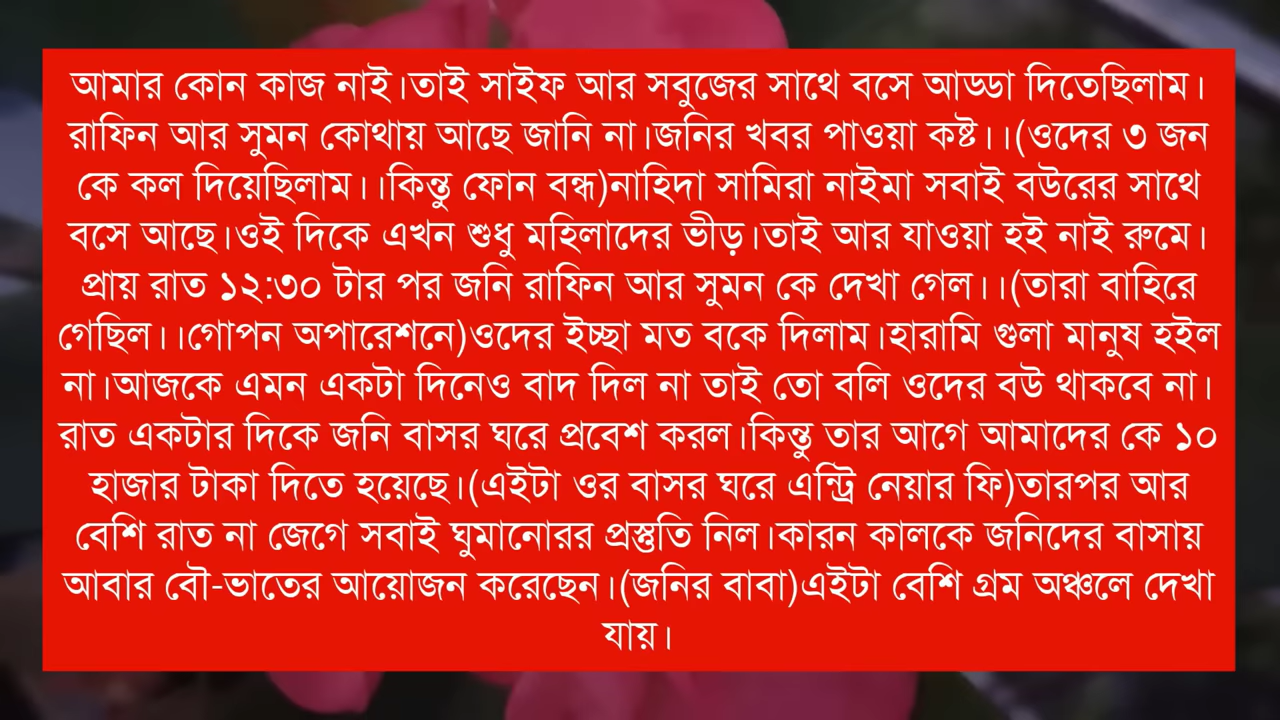 আমার কোন কাজ নাই।তাই সাইফ আর সবুজের সাথে বসে আড্ডা দিতেছিলাম।
রাফিন আর সুমন কোথায় আছে জানি না।জনির খবর পাওয়া কষ্ট।।(ওদের ৩ জন
কে কল দিয়েছিলাম।।কিন্তু ফোন বন্ধ)নাহিদা সামিরা নাইমা সবাই বউরের সাথে
বসে আছে।ওই দিকে এখন শুধু মহিলাদের ভীড়।তাই আর যাওয়া হই নাই রুমে।
প্রায় রাত ১২:৩০ টার পর জনি রাফিন আর সুমন কে দেখা গেল।।(তারা বাহিরে
গেছিল।।গোপন অপারেশনে)ওদের ইচ্ছা মত বকে দিলাম।হারামি গুলা মানুষ হইল
না।আজকে এমন একটা দিনেও বাদ দিল না তাই তো বলি ওদের বউ থাকবে না।
রাত একটার দিকে জনি বাসর ঘরে প্রবেশ করল।কিন্তু তার আগে আমাদের কে ১০
হাজার টাকা দিতে হয়েছে।(এইটা ওর বাসর ঘরে এন্ট্রি নেয়ার ফি)তারপর আর
বেশি রাত না জেগে সবাই ঘুমানোরর প্রস্তুতি নিল।কারন কালকে জনিদের বাসায়
আবার বৌ-ভাতের আয়োজন করেছেন।(জনির বাবা)এইটা বেশি গ্রম অঞ্চলে দেখা
যায়।